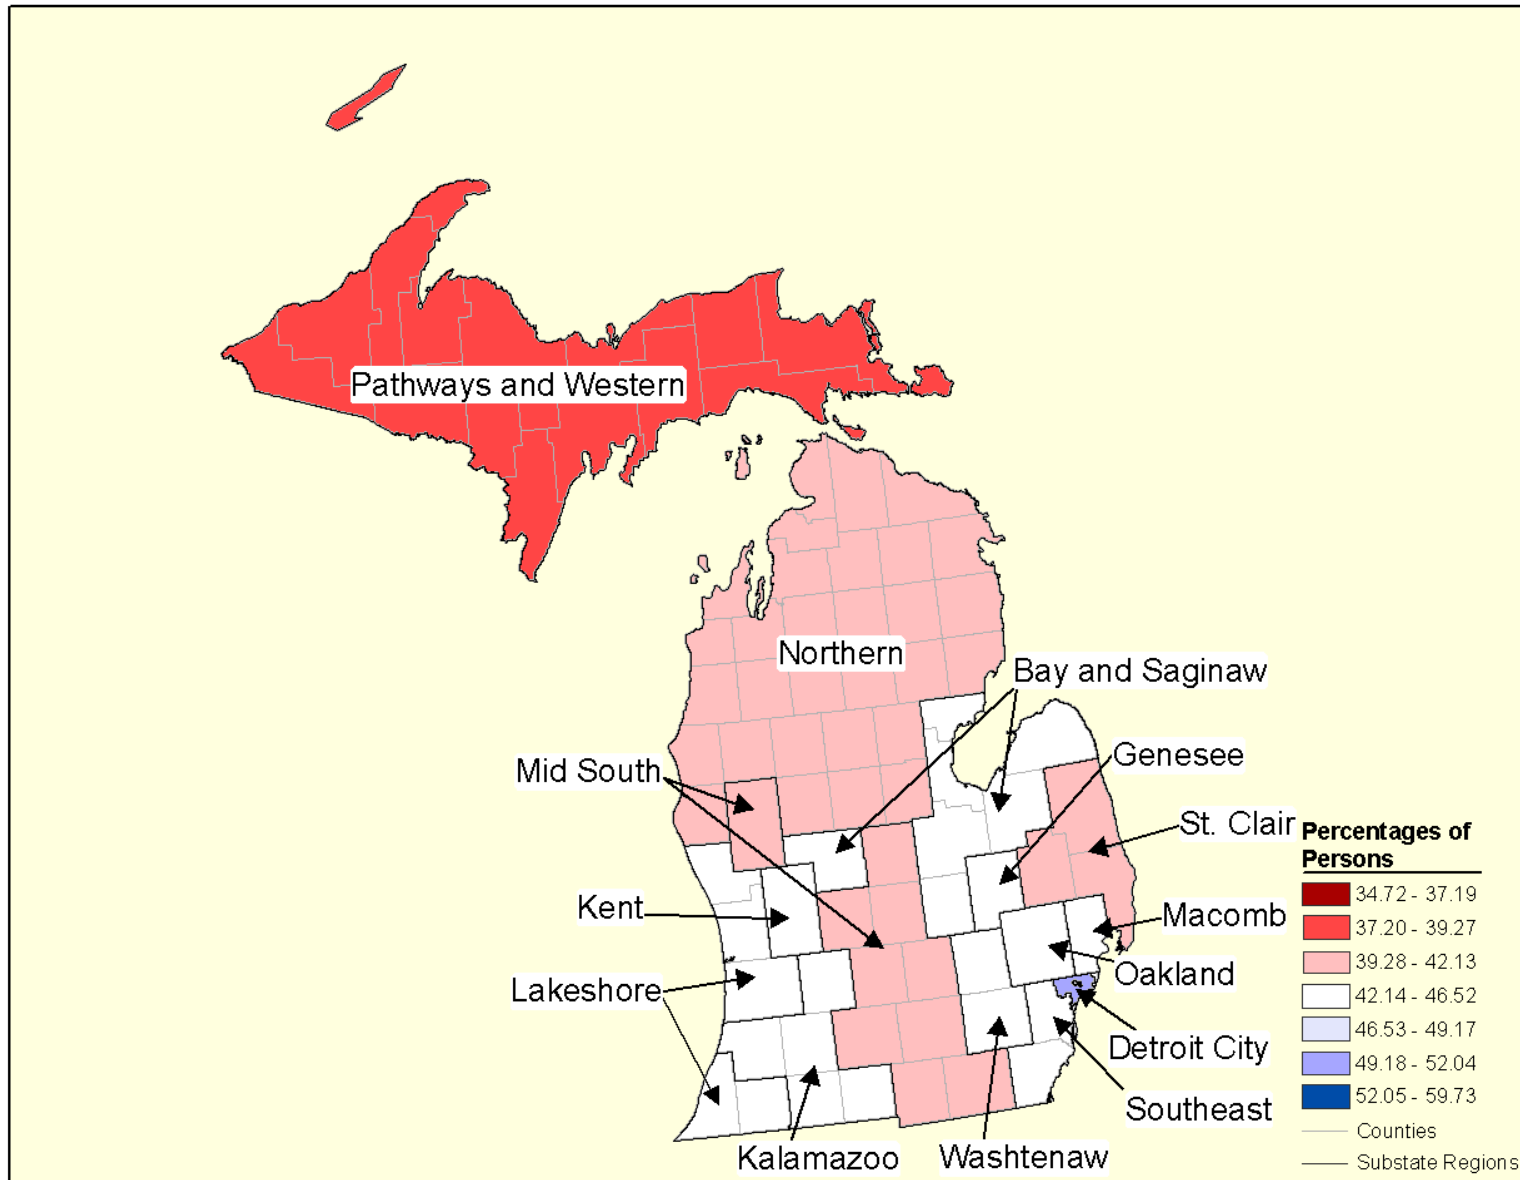 Pathways and Western
Northern
Bay and Saginaw
Genesee
Mid South
St. Clair
Kent
Macomb
Oakland
Lakeshore
Detroit City
Southeast
Kalamazoo
Washtenaw
Percentages of
Persons
34.72 - 37.19
37.20 - 39.27
39.28 - 42.13
42.14 - 46.52
46.53 - 49.17
49.18 - 52.04
52.05 - 59.73
Counties
Substate Regions